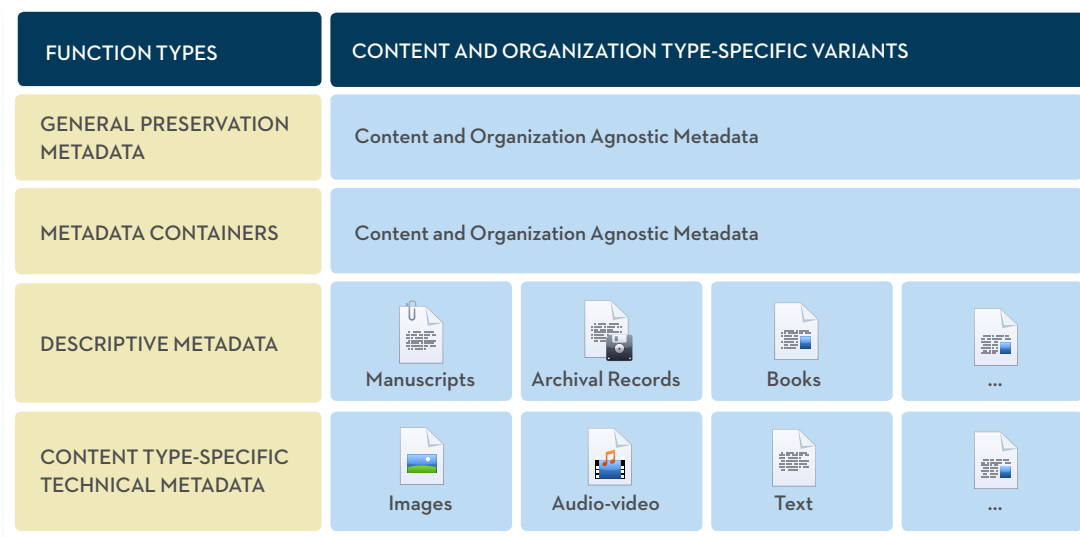 FUNCTION TYPES
CONTENT AND ORGANIZATION TYPE-SPECIFIC VARIANTS
GENERAL PRESERVATION
METADATA
Content and Organization Agnostic Metadata
METADATA CONTAINERS
Content and Organization Agnostic Metadata
DESCRIPTIVE METADATA
Manuscripts
Archival Records
Books
...
CONTENT TYPE-SPECIFIC
TECHNICAL METADATA
Images
Audio-video
Text
...